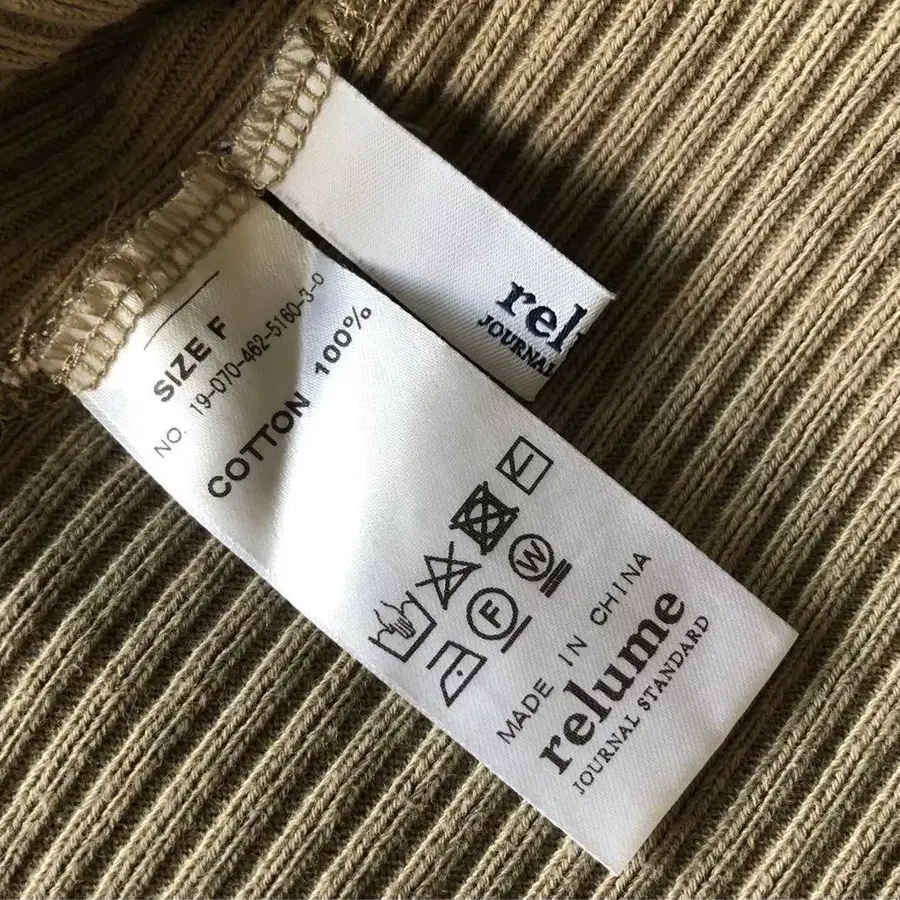 SIZE F
NO. 19-070-462-5160-3-0
COTTON 100%
F
W
MADE IN CHINA
relume
JOURNAL STANDARD
rel
JOURNAL